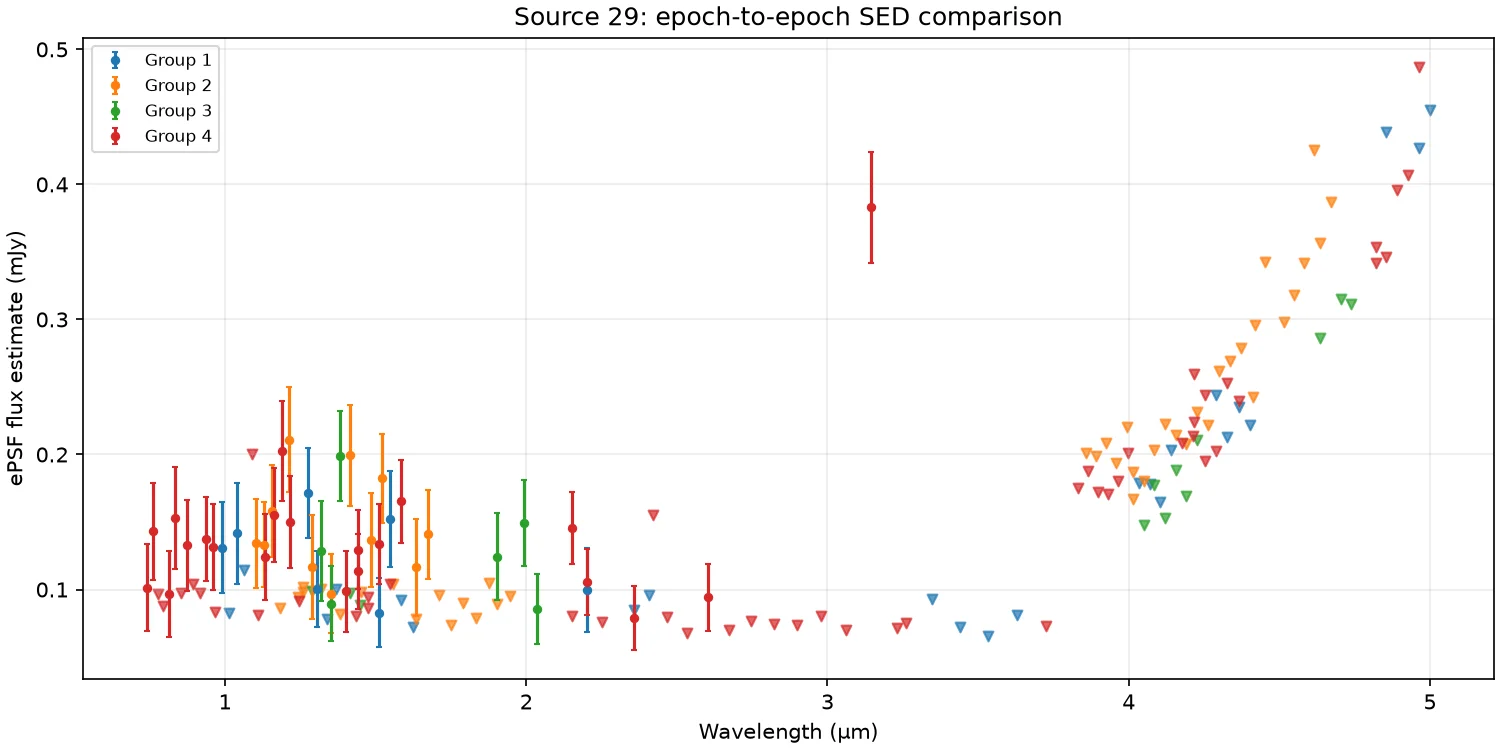 Source 29: epoch-to-epoch SED comparison
ePSF flux estimate (mJy)
0.5
0.4
0.3
0.2
0.1
Group 1
Group 2
Group 3
Group 4
1 2 3 4 5
Wavelength (μm)